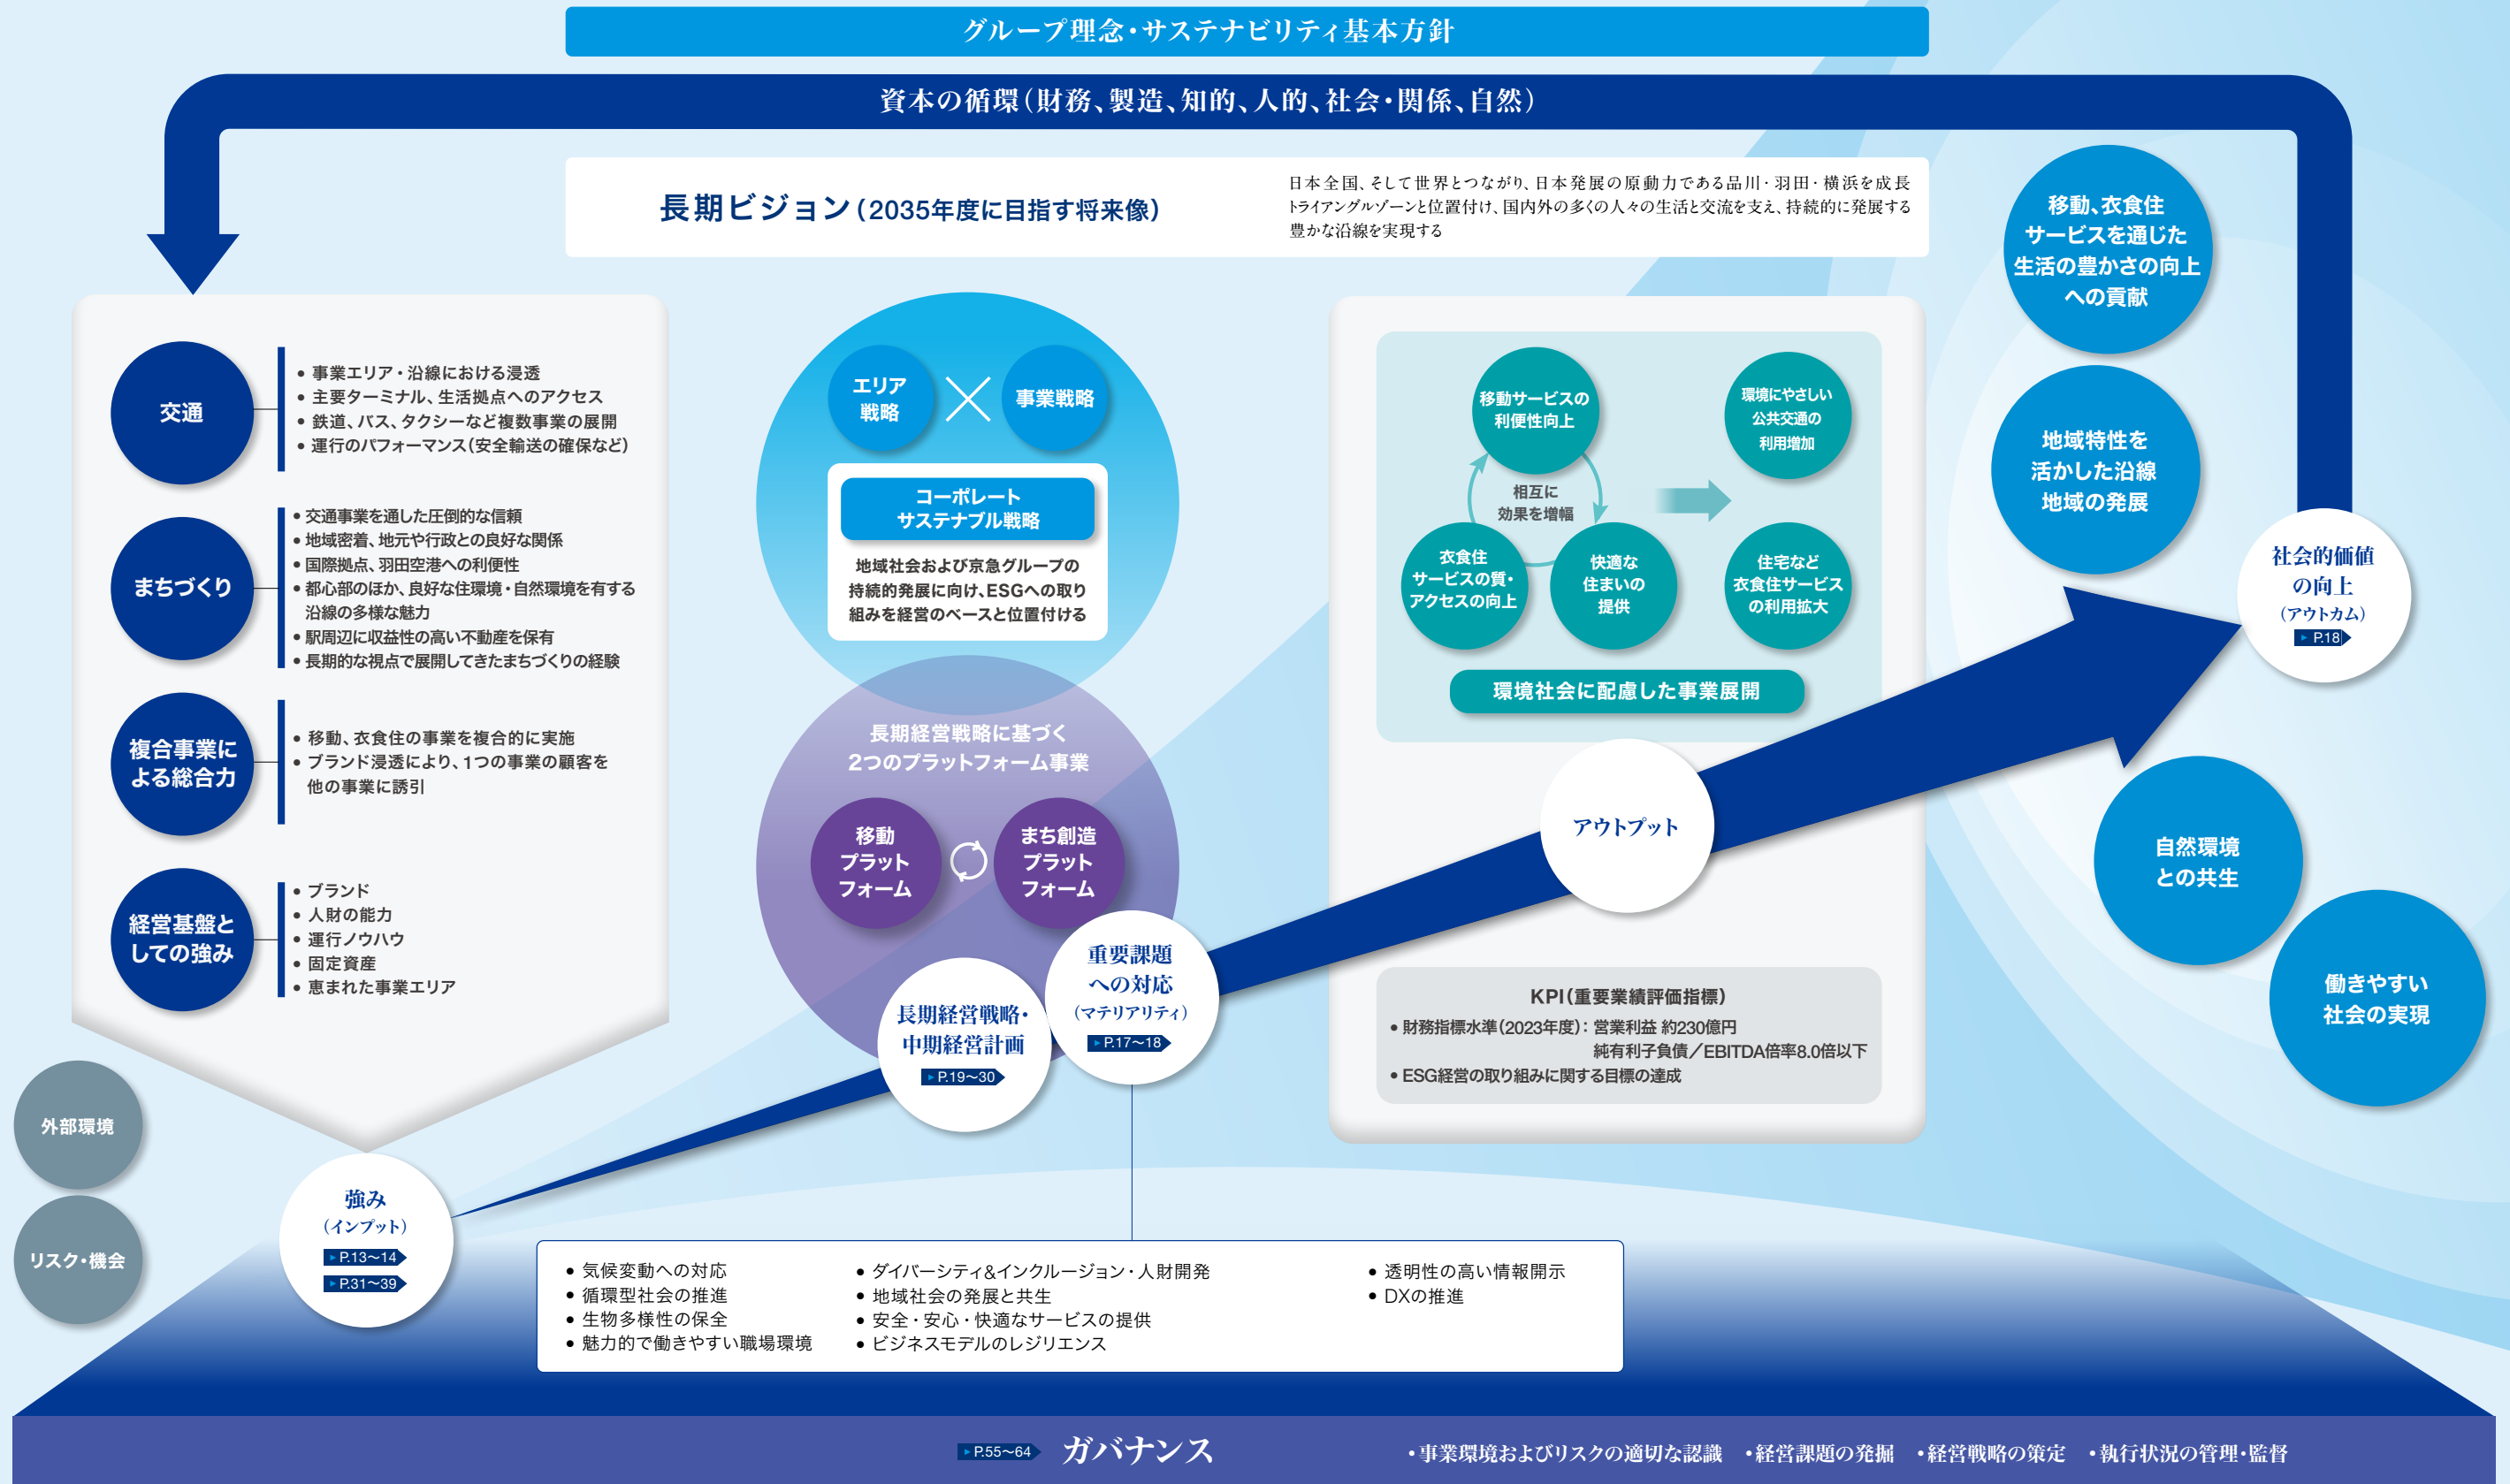 グループ理念・サステナビリティ基本方針
資本の循環（財務、製造、知的、人的、社会・関係、自然）
長期ビジョン（2035年度に目指す将来像）
日本全国、そして世界とつながり、日本発展の原動力である品川・羽田・横浜を成長
トライアングルゾーンと位置付け、国内外の多くの人々の生活と交流を支え、持続的に発展する
豊かな沿線を実現する
交通
• 事業エリア・沿線における浸透
• 主要ターミナル、生活拠点へのアクセス
• 鉄道、バス、タクシーなど複数事業の展開
• 運行のパフォーマンス（安全輸送の確保など）
まちづくり
• 交通事業を通した圧倒的な信頼
• 地域密着、地元や行政との良好な関係
• 国際拠点、羽田空港への利便性
• 都心部のほか、良好な住環境・自然環境を有する
沿線の多様な魅力
• 駅周辺に収益性の高い不動産を保有
• 長期的な視点で展開してきたまちづくりの経験
複合事業に
よる総合力
• 移動、衣食住の事業を複合的に実施
• ブランド浸透により、1つの事業の顧客を
他の事業に誘引
経営基盤と
しての強み
• ブランド
• 人財の能力
• 運行ノウハウ
• 固定資産
• 恵まれた事業エリア
外部環境
リスク・機会
強み
（インプット）
P.13～14
P.31～39
エリア
戦略
事業戦略
コーポレート
サステナブル戦略
地域社会および京急グループの
持続的発展に向け、ESGへの取り
組みを経営のベースと位置付ける
長期経営戦略に基づく
2つのプラットフォーム事業
移動
プラット
フォーム
まち創造
プラット
フォーム
長期経営戦略・
中期経営計画
P.19～30
重要課題
への対応
（マテリアリティ）
P.17～18
移動サービスの
利便性向上
相互に
効果を増幅
衣食住
サービスの質・
アクセスの向上
快適な
住まいの
提供
環境にやさしい
公共交通の
利用増加
住宅など
衣食住サービス
の利用拡大
環境社会に配慮した事業展開
アウトプット
KPI（重要業績評価指標）
• 財務指標水準（2023年度）：営業利益 約230億円
純有利子負債／EBITDA倍率8.0倍以下
• ESG経営の取り組みに関する目標の達成
移動、衣食住
サービスを通じた
生活の豊かさの向上
への貢献
地域特性を
活かした沿線
地域の発展
社会的価値
の向上
（アウトカム）
P.18
自然環境
との共生
働きやすい
社会の実現
• 気候変動への対応
• 循環型社会の推進
• 生物多様性の保全
• 魅力的で働きやすい職場環境
• ダイバーシティ&インクルージョン・人財開発
• 地域社会の発展と共生
• 安全・安心・快適なサービスの提供
• ビジネスモデルのレジリエンス
• 透明性の高い情報開示
• DXの推進
P.55～64 ガバナンス
・事業環境およびリスクの適切な認識 ・経営課題の発掘 ・経営戦略の策定 ・執行状況の管理・監督